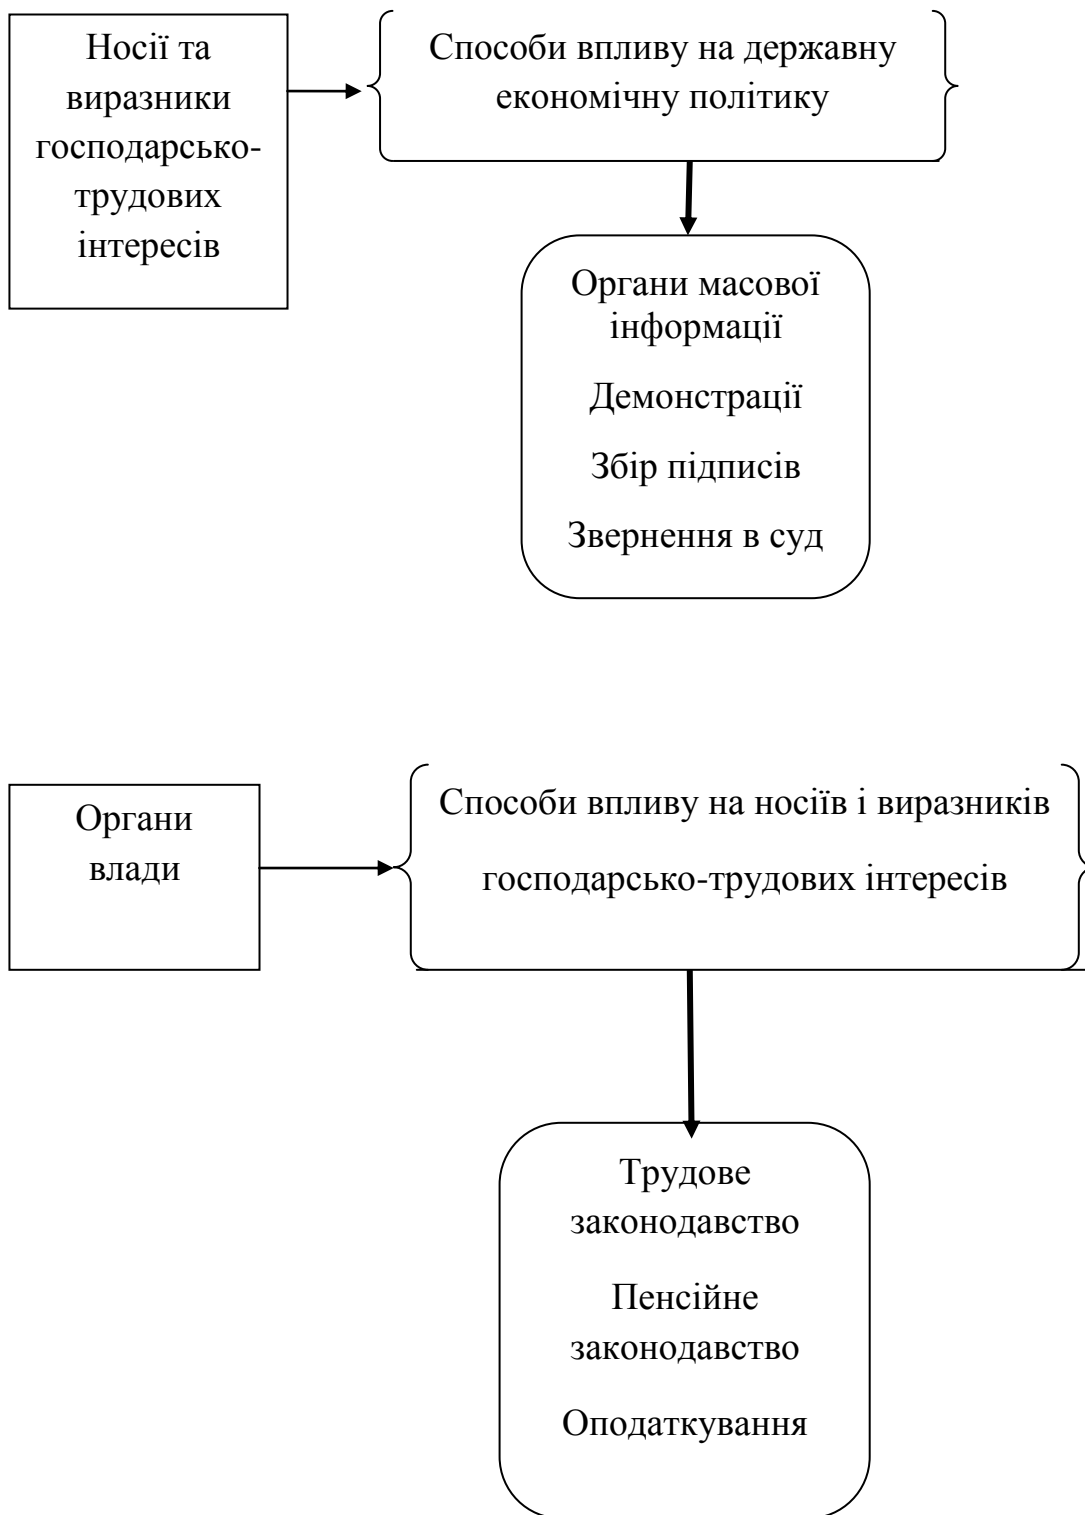 Носії та
виразники
господарсько-
трудових
інтересів
Способи впливу на державну
економічну політику
Органи масової
інформації
Демонстрації
Збір підписів
Звернення в суд
Органи
влади
Способи впливу на носіїв і виразників
господарсько-трудових інтересів
Трудове
законодавство
Пенсійне
законодавство
Оподаткування